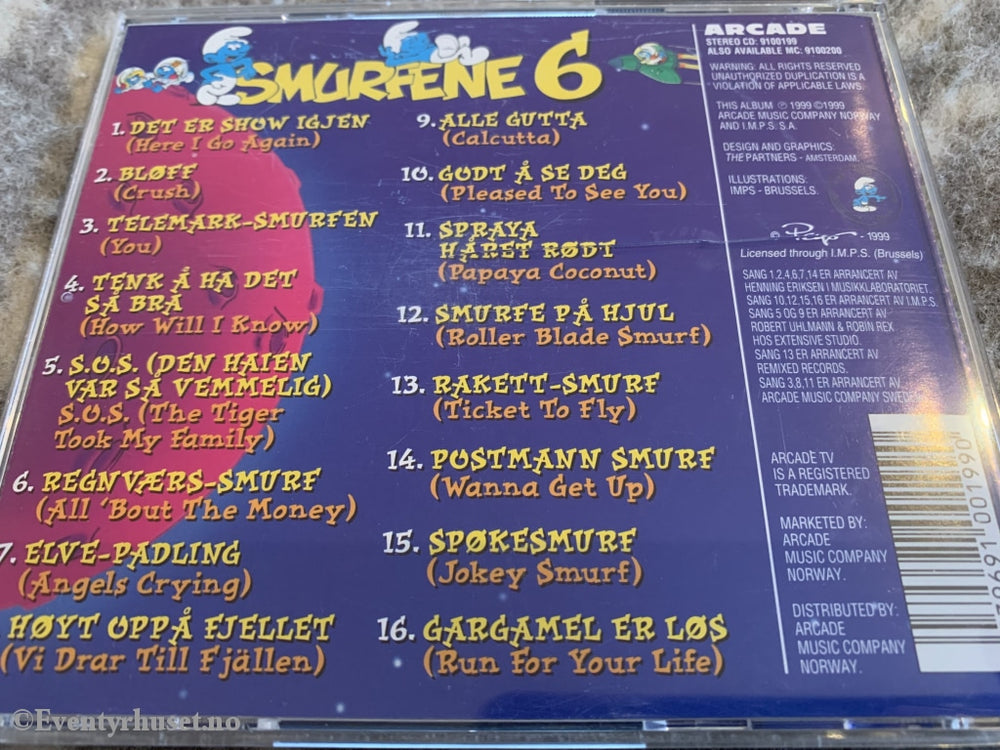 SMURFENE 6
1. DET ER SHOW IGJEN
(Here I Go Again)
2. BLØFF
(Crush)
3. TELEMARK-SMURFEN
(You)
4. TENK Å HA DET
SÅ BRA
(How Will I Know)
5. S.O.S. (DEN HAIEN
VAR SÅ VEMMELIG)
S.O.S. (The Tiger
Took My Family)
6. REGNVÆRS-SMURF
(All 'Bout The Money)
7. ELVE-PADLING
(Angels Crying)
HØYT OPPÅ FJELLET
(Vi Drar Till Fjällen)
9. ALLE GUTTA
(Calcutta)
10. GODT Å SE DEG
(Pleased To See You)
11. SPRAYA
HÅRET RØDT
(Papaya Coconut)
12. SMURFE PÅ HJUL
(Roller Blade Smurf)
13. RAKETT-SMURF
(Ticket To Fly)
14. POSTMANN SMURF
(Wanna Get Up)
15. SPØKESMURF
(Jokey Smurf)
16. GARGAMEL ER LØS
(Run For Your Life)
ARCADE
STEREO CD: 9100199
ALSO AVAILABLE MC: 9100200
WARNING: ALL RIGHTS RESERVED
UNAUTHORIZED DUPLICATION IS A
VIOLATION OF APPLICABLE LAWS.
THIS ALBUM ℗ 1999 ©1999
ARCADE MUSIC COMPANY NORWAY
AND I.M.P.S. S.A.
DESIGN AND GRAPHICS:
THE PARTNERS - AMSTERDAM.
ILLUSTRATIONS:
IMPS - BRUSSELS.
© Peyo - 1999
Licensed through I.M.P.S. (Brussels)
SANG 1,2,4,6,7,14 ER ARRANCERT AV
HENNING ERIKSEN I MUSIKKLABORATORIET.
SANG 10,12,15,16 ER ARRANCERT AV I.M.P.S.
SANG 5 OG 9 ER ARRANCERT AV
ROBERT UHLMANN & ROBIN REX
HOS EXTENSIVE STUDIO.
SANG 13 ER ARRANCERT AV
REMIXED RECORDS.
SANG 3,8,11 ER ARRANCERT AV
ARCADE MUSIC COMPANY SWEDEN
ARCADE TV
IS A REGISTERED
TRADEMARK.
MARKETED BY:
ARCADE
MUSIC COMPANY
NORWAY.
DISTRIBUTED BY:
ARCADE
MUSIC COMPANY
NORWAY.
©Eventyrhuset.no